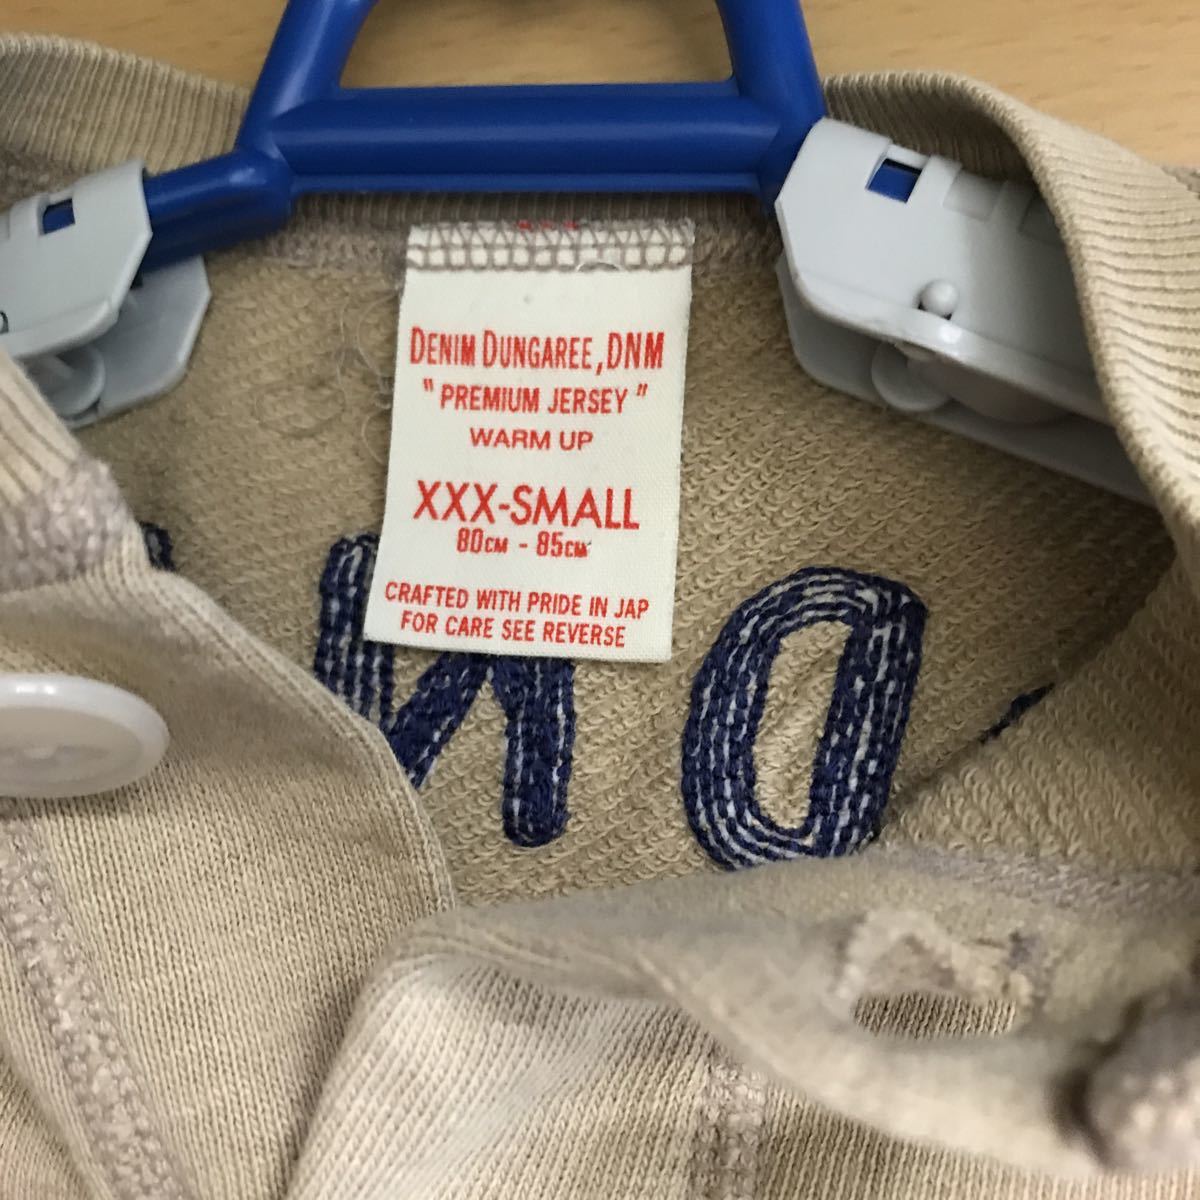 DENIM DUNGAREE, DNM
" PREMIUM JERSEY "
WARM UP
XXX-SMALL
80CM - 85CM
CRAFTED WITH PRIDE IN JAP
FOR CARE SEE REVERSE